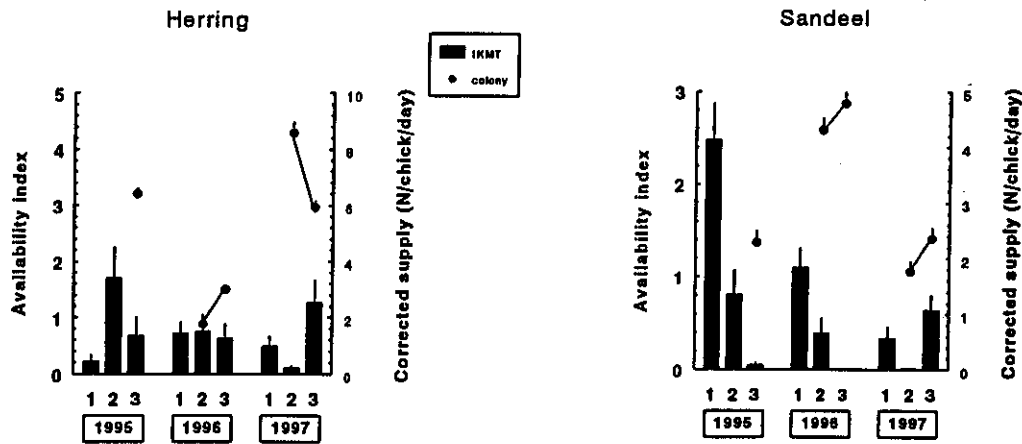 Herring
Sandeel
IKMT
colony
5
4
3
2
1
0
Availability index
10
8
6
4
2
0
Corrected supply (N/chick/day)
1 2 3 1 2 3 1 2 3
1995 1996 1997
3
2
1
0
Availability index
5
4
3
2
1
0
Corrected supply (N/chick/day)
1 2 3 1 2 3 1 2 3
1995 1996 1997